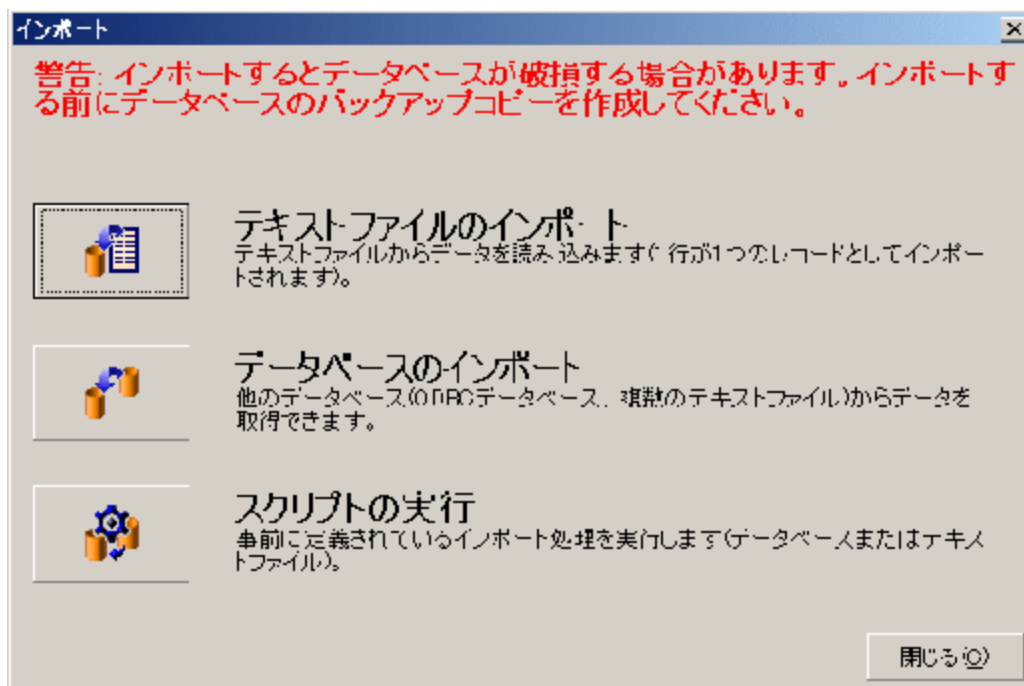 インポート
警告: インポートするとデータベースが破損する場合があります。インポートす
る前にデータベースのバックアップコピーを作成してください。
テキストファイルのインポート
テキストファイルからデータを読み込みます( 行が1つのレコードとしてインポー
トされます)。
データベースのインポート
他のデータベース(ODBCデータベース、複数のテキストファイル)からデータを
取得できます。
スクリプトの実行
事前に定義されているインポート処理を実行します(データベースまたはテキス
トファイル)。
閉じる(C)